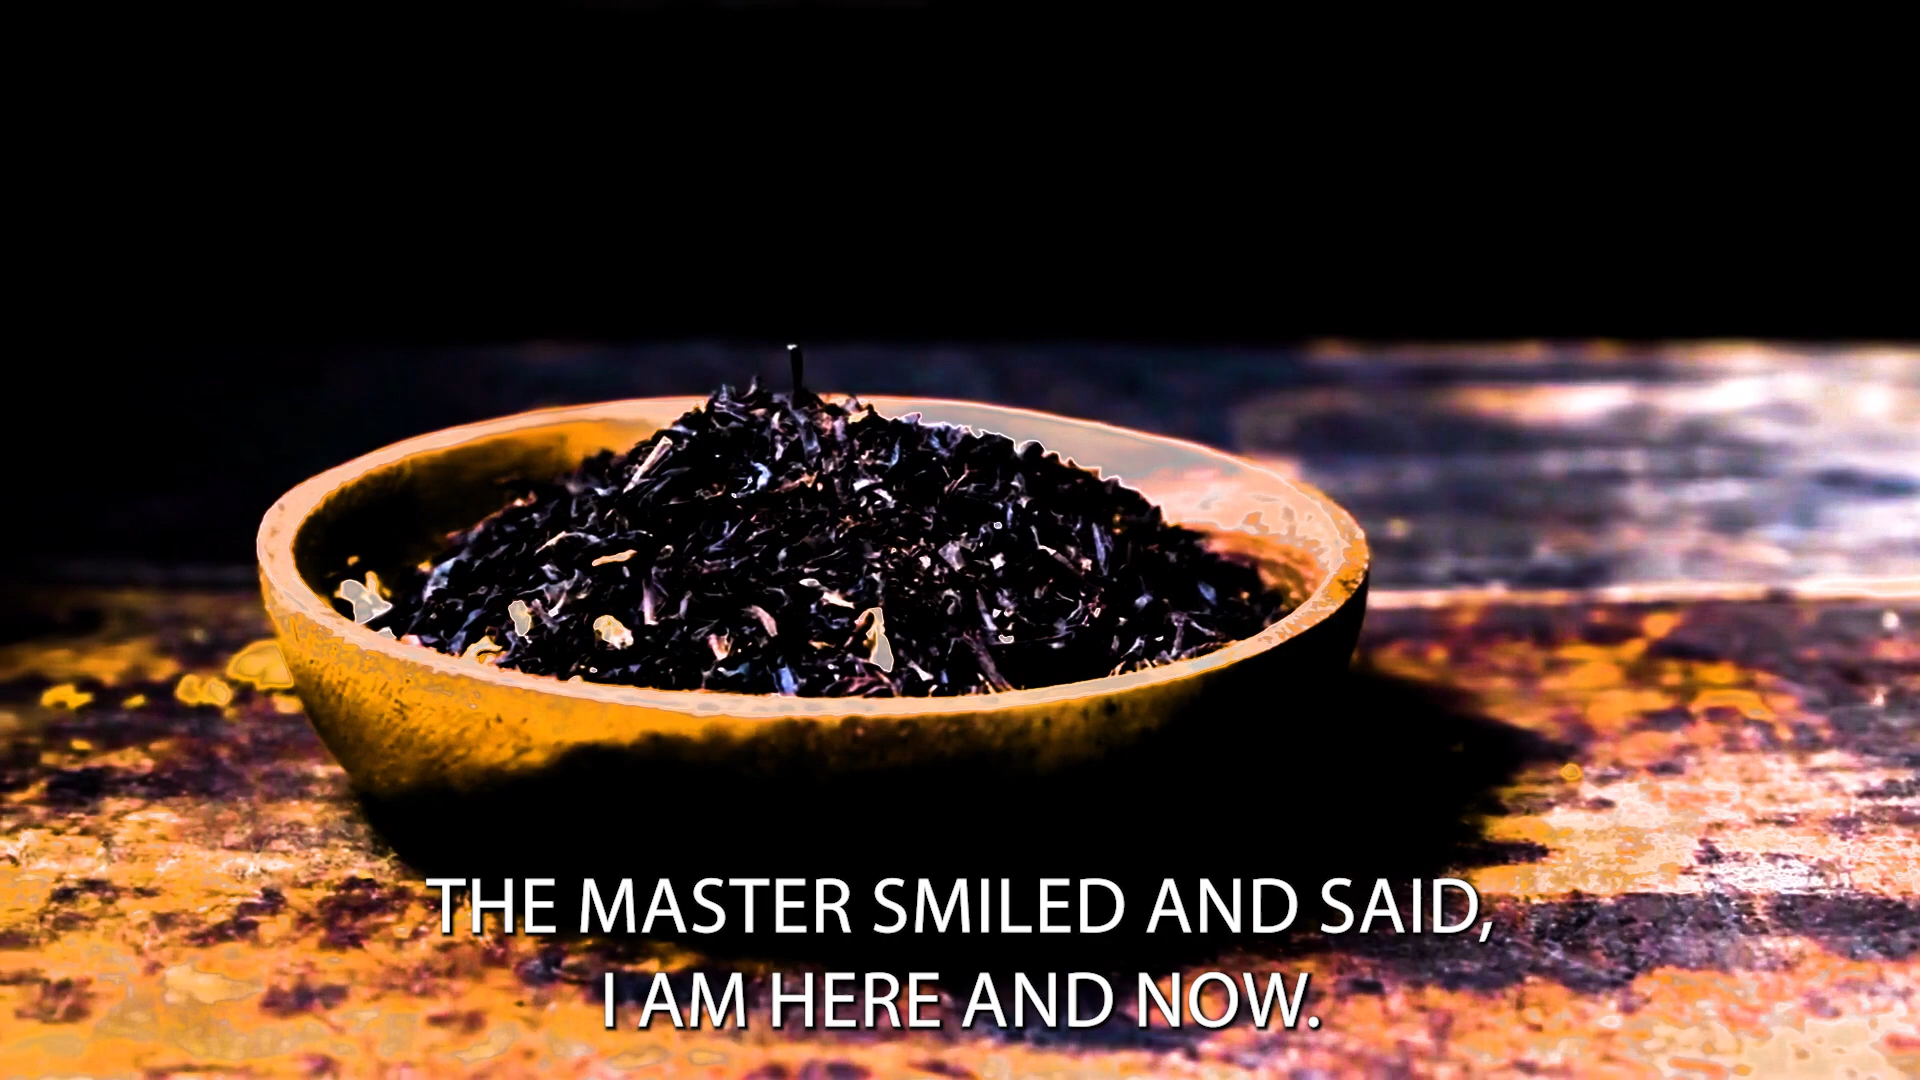 THE MASTER SMILED AND SAID,
I AM HERE AND NOW.